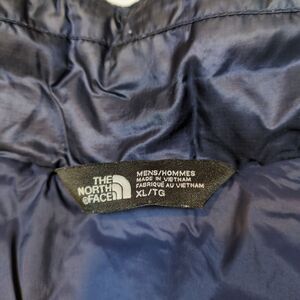 THE
NORTH
FACE
MENS/HOMMES
MADE IN VIETNAM
FABRIQUÉ AU VIETNAM
XL/TG